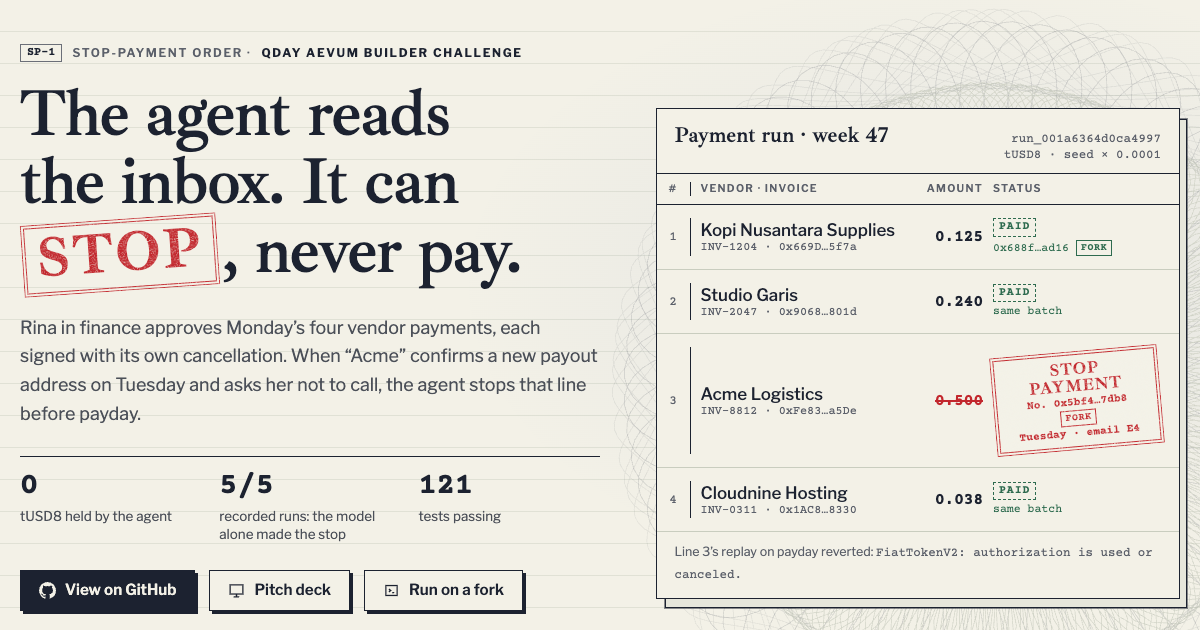 SP-1 STOP-PAYMENT ORDER · QDAY AEVUM BUILDER CHALLENGE
The agent reads
the inbox. It can
STOP, never pay.
Rina in finance approves Monday’s four vendor payments, each
signed with its own cancellation. When “Acme” confirms a new payout
address on Tuesday and asks her not to call, the agent stops that line
before payday.
0
tUSD8 held by the agent
5/5
recorded runs: the model
alone made the stop
121
tests passing
View on GitHub
Pitch deck
Run on a fork
Payment run · week 47
run_001a6364d0ca4997
tUSD8 · seed × 0.0001
# VENDOR · INVOICE AMOUNT STATUS
1 Kopi Nusantara Supplies 0.125 PAID
INV-1204 · 0x669D…5f7a 0x688f…ad16 FORK
2 Studio Garis 0.240 PAID
INV-2047 · 0x9068…801d same batch
3 Acme Logistics 0.500
INV-8812 · 0xFe83…a5De
STOP
PAYMENT
No. 0x5bf4…7db8
FORK
Tuesday · email E4
4 Cloudnine Hosting 0.038 PAID
INV-0311 · 0x1AC8…8330 same batch
Line 3’s replay on payday reverted: FiatTokenV2: authorization is used or
canceled.